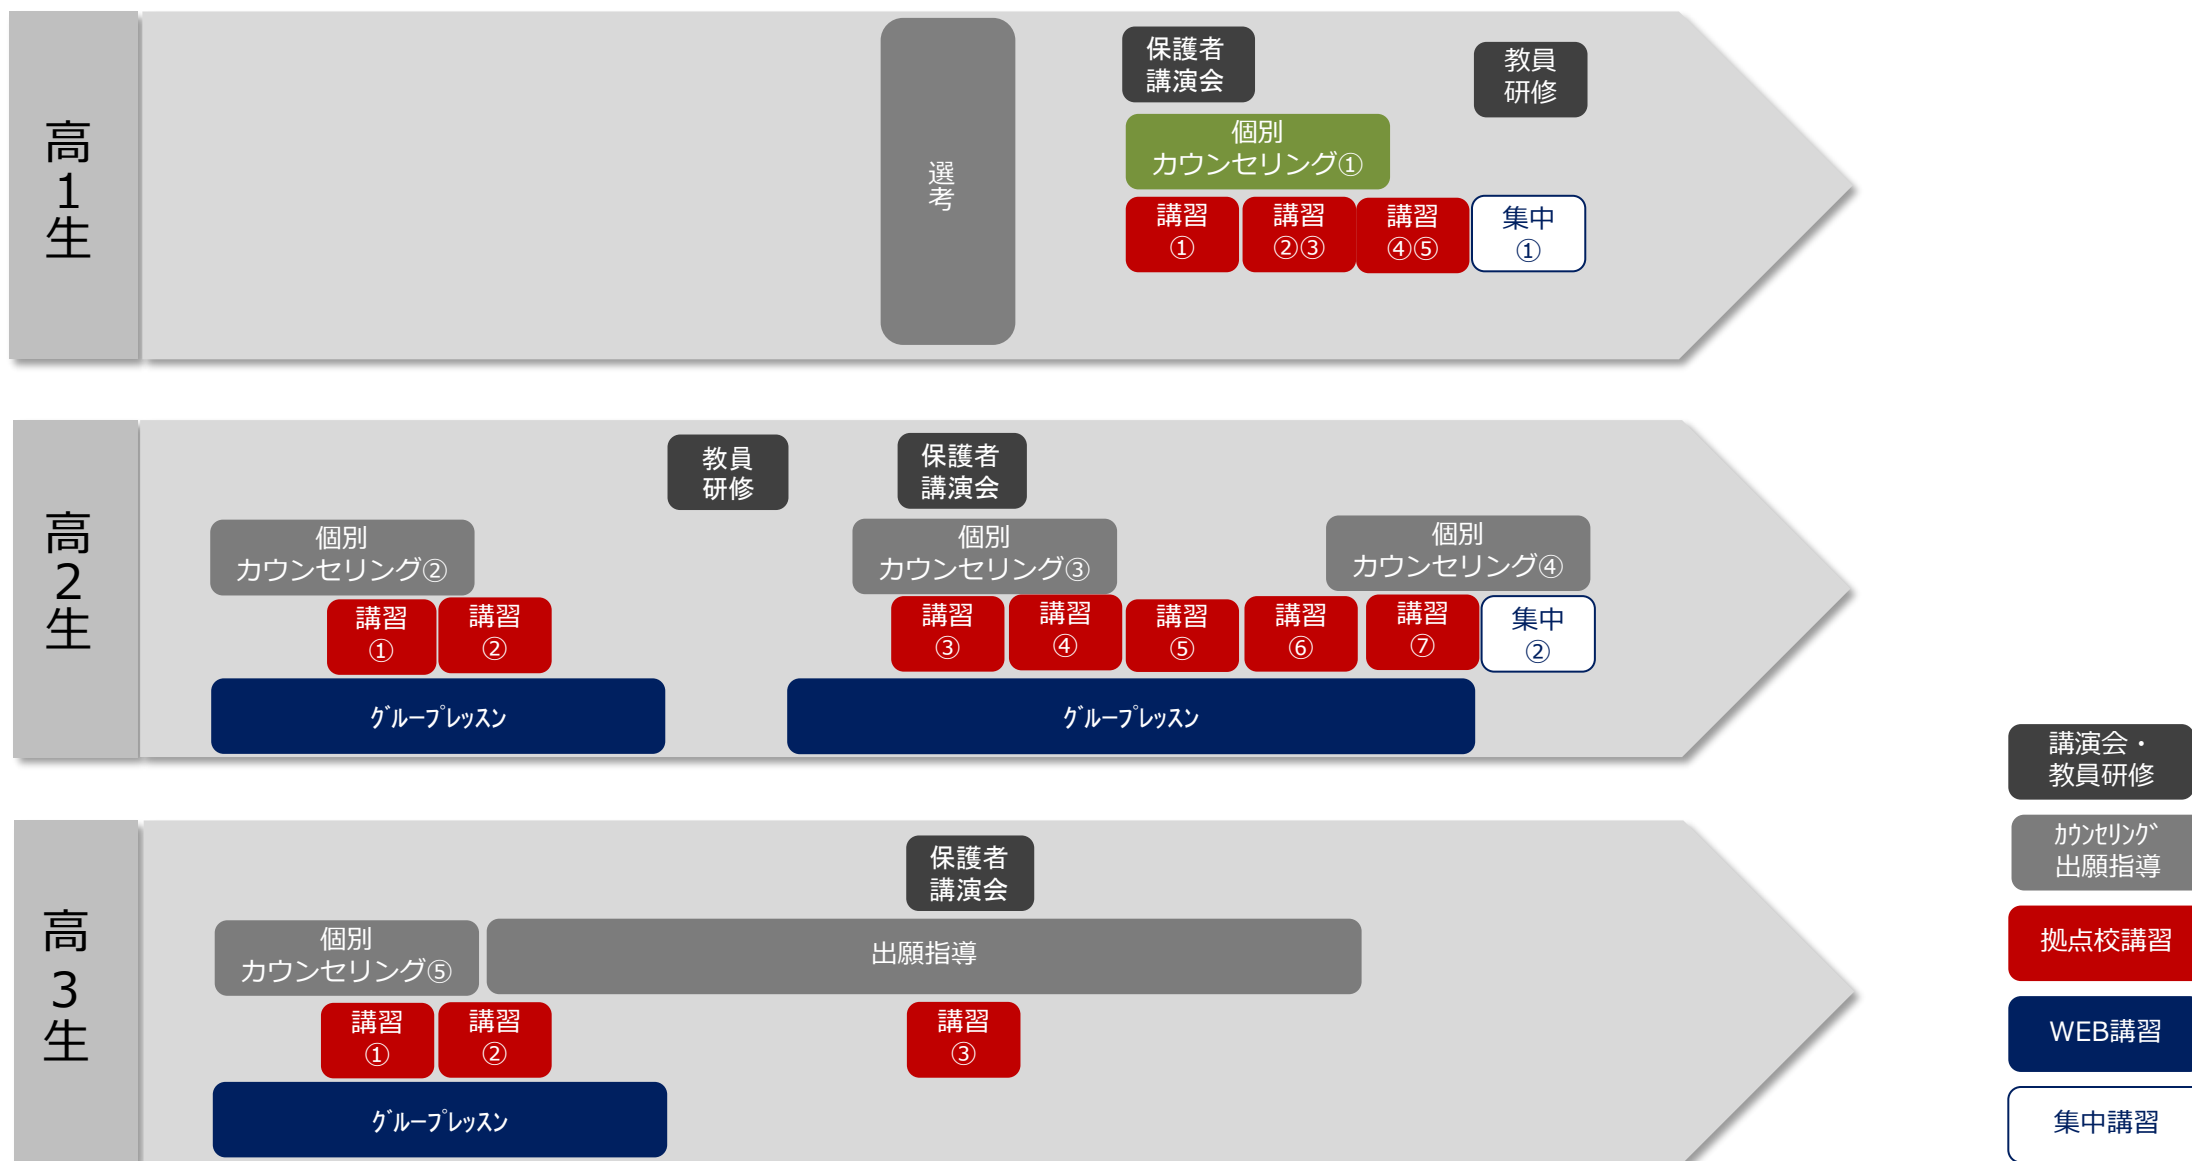 高1生
選考
保護者
講演会
教員
研修
個別
カウンセリング①
講習
①
講習
②③
講習
④⑤
集中
①
高2生
教員
研修
保護者
講演会
個別
カウンセリング②
個別
カウンセリング③
個別
カウンセリング④
講習
①
講習
②
講習
③
講習
④
講習
⑤
講習
⑥
講習
⑦
集中
②
ｸﾞﾙｰﾌﾟﾚｯｽﾝ
ｸﾞﾙｰﾌﾟﾚｯｽﾝ
高3生
保護者
講演会
個別
カウンセリング⑤
出願指導
講習
①
講習
②
講習
③
ｸﾞﾙｰﾌﾟﾚｯｽﾝ
講演会・
教員研修
ｶｳﾝｾﾘﾝｸﾞ
出願指導
拠点校講習
WEB講習
集中講習